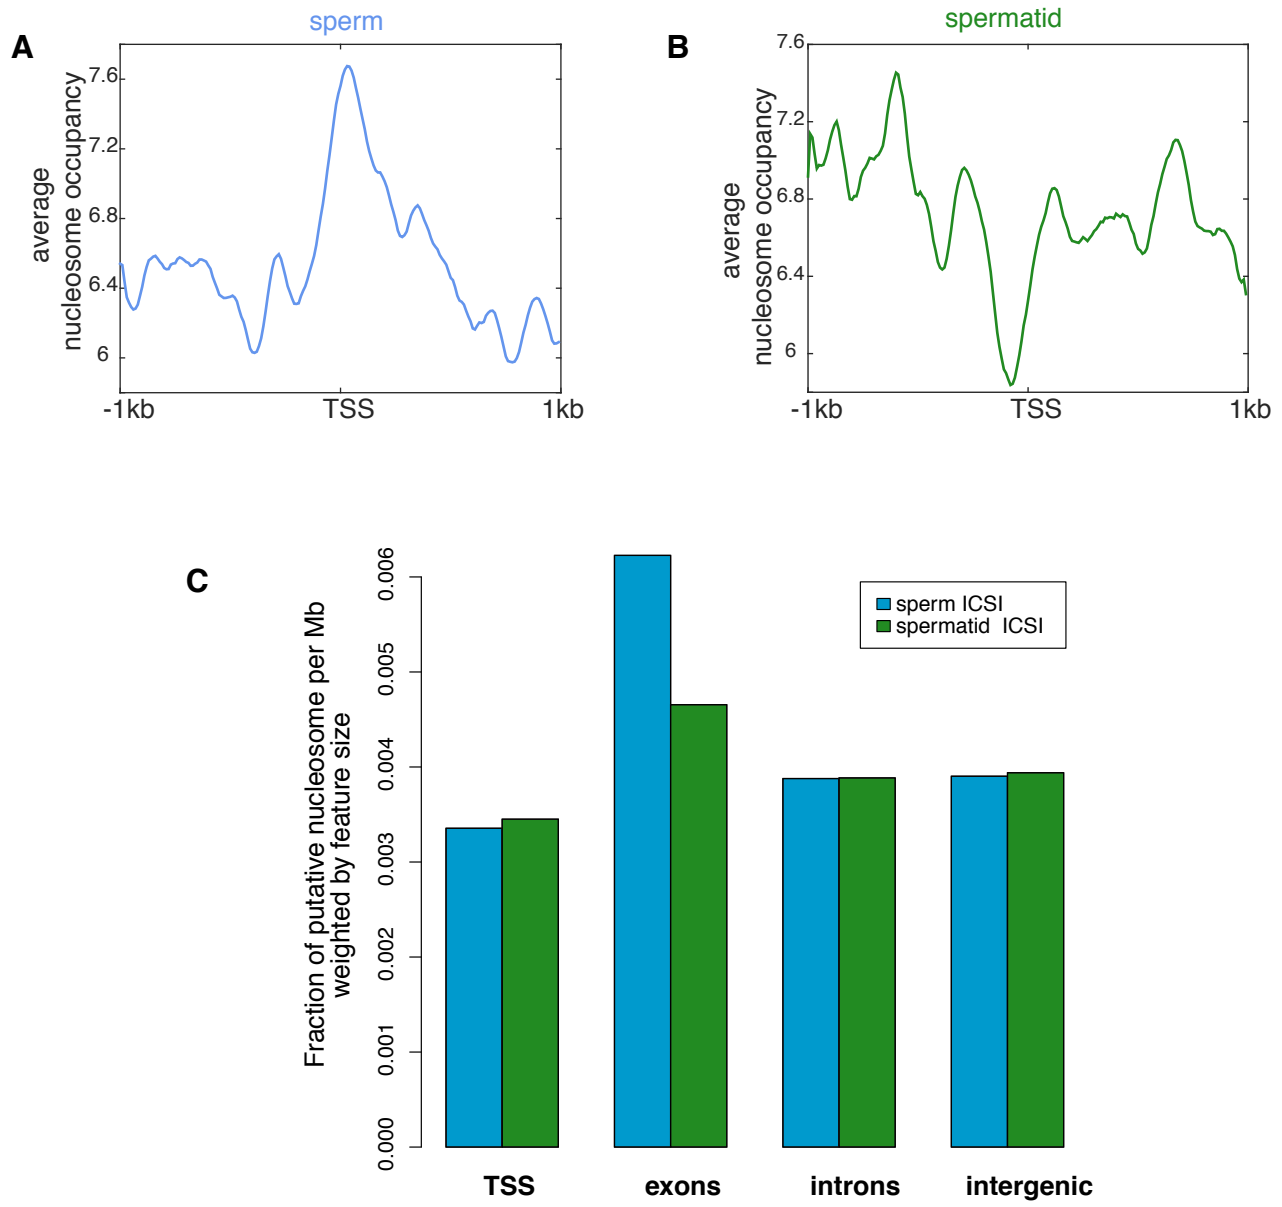 A
sperm
average
nucleosome occupancy
7.6
7.2
6.8
6.4
6
-1kb
TSS
1kb
B
spermatid
average
nucleosome occupancy
7.6
7.2
6.8
6.4
6
-1kb
TSS
1kb
C
Fraction of putative nucleosome per Mb
weighted by feature size
0.006
0.005
0.004
0.003
0.002
0.001
0.000
sperm ICSI
spermatid ICSI
TSS
exons
introns
intergenic